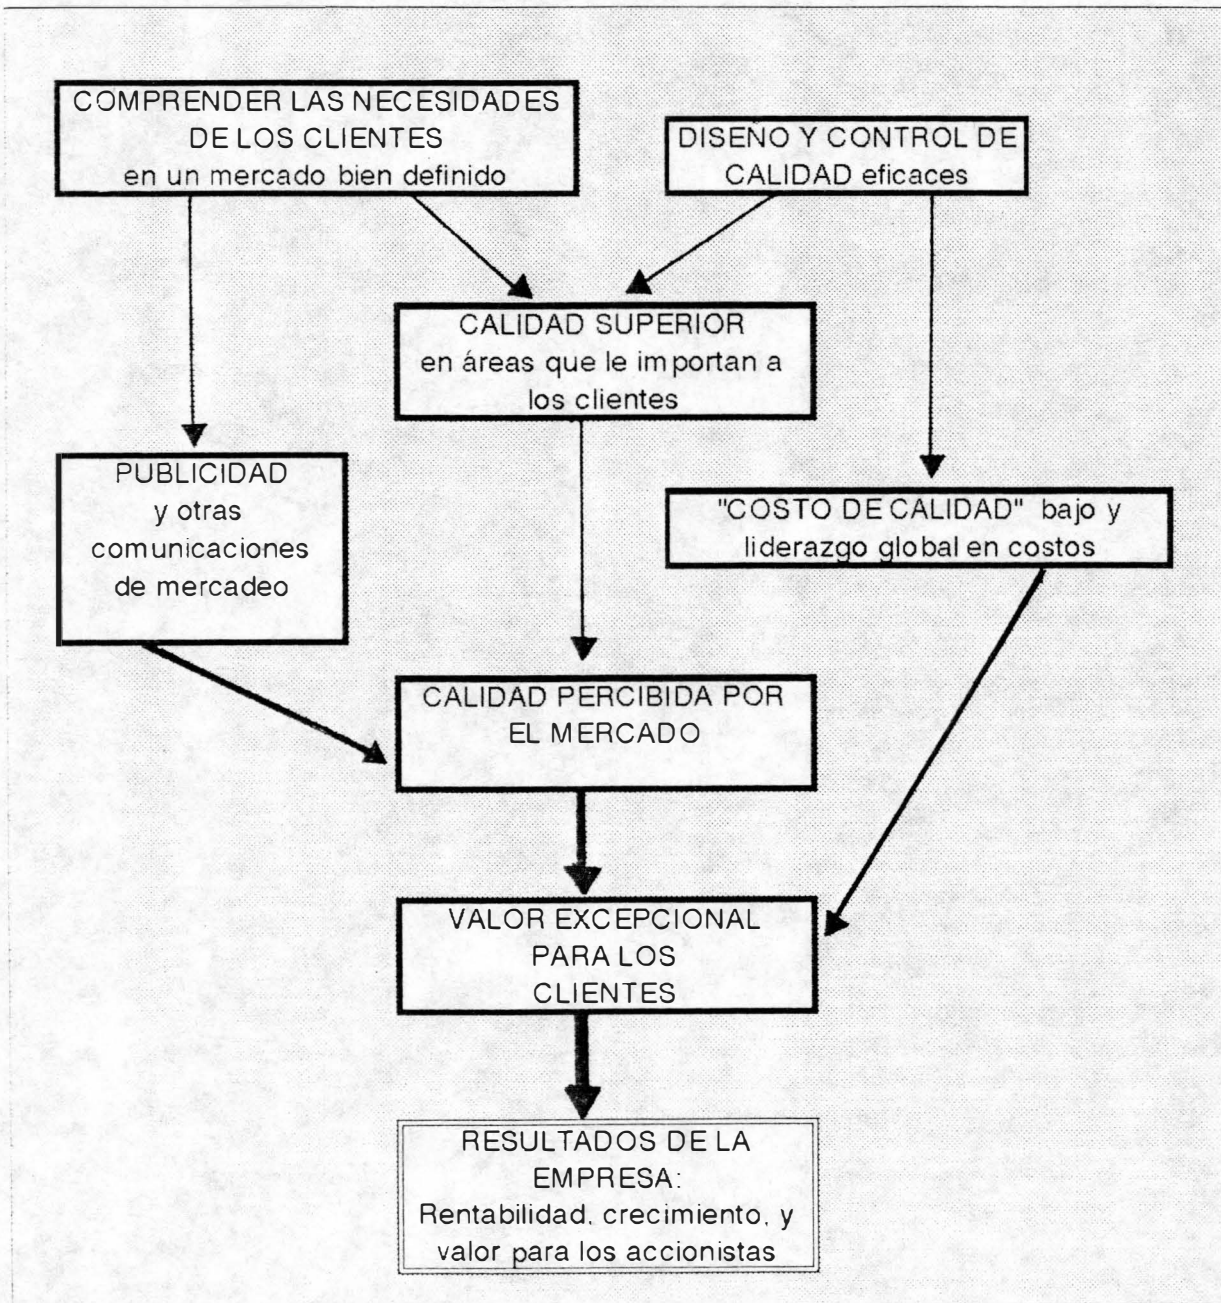 COMPRENDER LAS NECESIDADES
DE LOS CLIENTES
en un mercado bien definido
DISEÑO Y CONTROL DE
CALIDAD eficaces
CALIDAD SUPERIOR
en áreas que le importan a
los clientes
PUBLICIDAD
y otras
comunicaciones
de mercadeo
"COSTO DE CALIDAD" bajo y
liderazgo global en costos
CALIDAD PERCIBIDA POR
EL MERCADO
VALOR EXCEPCIONAL
PARA LOS
CLIENTES
RESULTADOS DE LA
EMPRESA:
Rentabilidad, crecimiento, y
valor para los accionistas